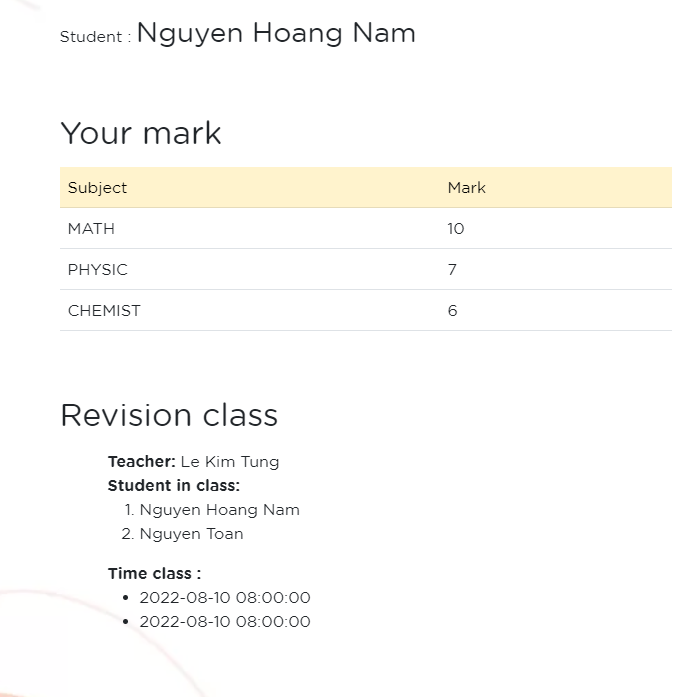 Student : Nguyen Hoang Nam
Your mark
Subject Mark
MATH 10
PHYSIC 7
CHEMIST 6
Revision class
Teacher: Le Kim Tung
Student in class:
1. Nguyen Hoang Nam
2. Nguyen Toan
Time class :
• 2022-08-10 08:00:00
• 2022-08-10 08:00:00